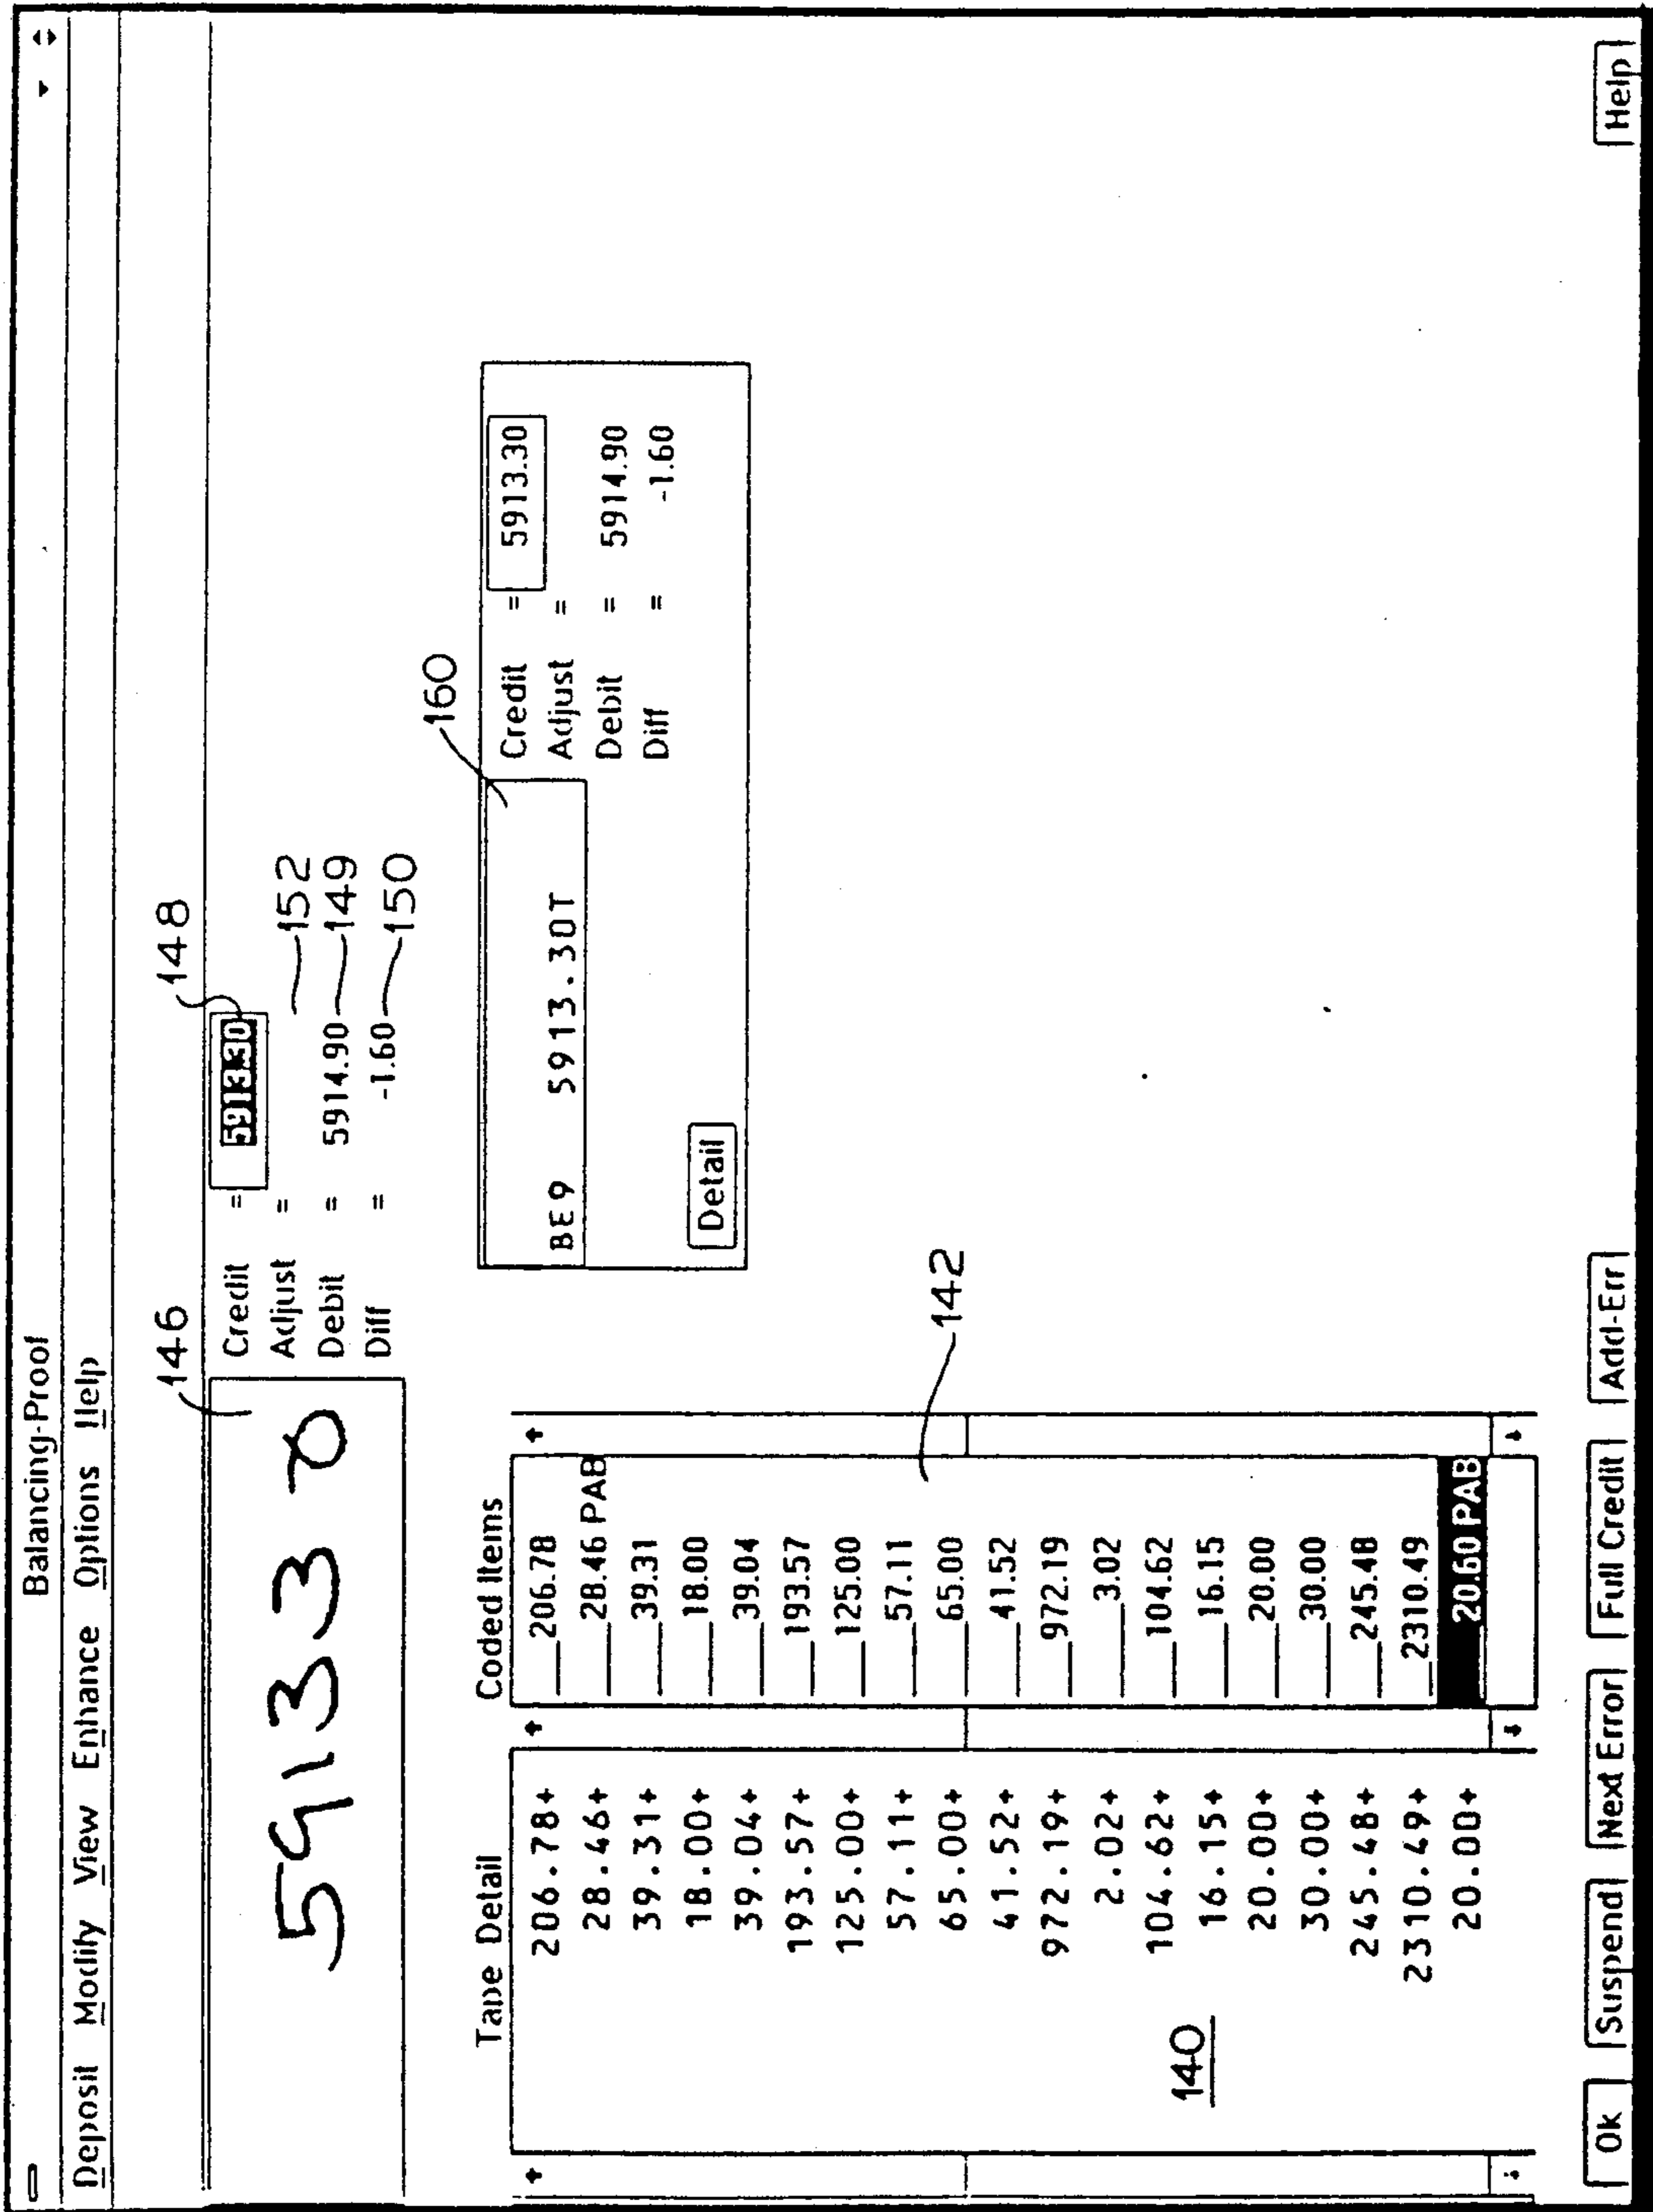 Balancing-Proof
Deposit Modify View Enhance Options Help
146
148
5913 30
Credit = 5913.30
Adjust = 152
Debit = 5914.90 149
Diff = -1.60 150
160
BE9 5913.30T
Credit = 5913.30
Adjust =
Debit = 5914.90
Diff = -1.60
Detail
Tape Detail
206.78+
28.46+
39.31+
18.00+
39.04+
193.57+
125.00+
57.11+
65.00+
41.52+
972.19+
2.02+
104.62+
16.15+
20.00+
30.00+
245.48+
2310.49+
20.00+
140
Coded Items
206.78
28.46 PAB
39.31
18.00
39.04
193.57
125.00
57.11
65.00
41.52
972.19
3.02
104.62
16.15
20.00
30.00
245.48
2310.49
20.60 PAB
142
Ok Suspend Next Error Full Credit Add-Err Help